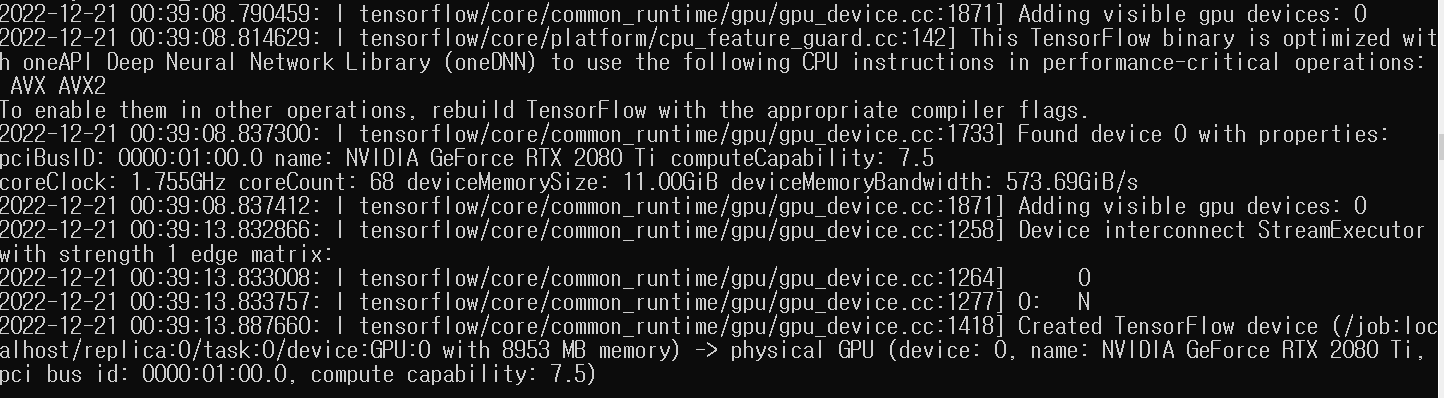 2022-12-21 00:39:08.790459: I tensorflow/core/common_runtime/gpu/gpu_device.cc:1871] Adding visible gpu devices: 0
2022-12-21 00:39:08.814629: I tensorflow/core/platform/cpu_feature_guard.cc:142] This TensorFlow binary is optimized wit
h oneAPI Deep Neural Network Library (oneDNN) to use the following CPU instructions in performance-critical operations:
 AVX AVX2
To enable them in other operations, rebuild TensorFlow with the appropriate compiler flags.
2022-12-21 00:39:08.837300: I tensorflow/core/common_runtime/gpu/gpu_device.cc:1733] Found device 0 with properties:
pciBusID: 0000:01:00.0 name: NVIDIA GeForce RTX 2080 Ti computeCapability: 7.5
coreClock: 1.755GHz coreCount: 68 deviceMemorySize: 11.00GiB deviceMemoryBandwidth: 573.69GiB/s
2022-12-21 00:39:08.837412: I tensorflow/core/common_runtime/gpu/gpu_device.cc:1871] Adding visible gpu devices: 0
2022-12-21 00:39:13.832866: I tensorflow/core/common_runtime/gpu/gpu_device.cc:1258] Device interconnect StreamExecutor
with strength 1 edge matrix:
2022-12-21 00:39:13.833008: I tensorflow/core/common_runtime/gpu/gpu_device.cc:1264]      0
2022-12-21 00:39:13.833757: I tensorflow/core/common_runtime/gpu/gpu_device.cc:1277] 0:   N
2022-12-21 00:39:13.887660: I tensorflow/core/common_runtime/gpu/gpu_device.cc:1418] Created TensorFlow device (/job:loc
alhost/replica:0/task:0/device:GPU:0 with 8953 MB memory) -> physical GPU (device: 0, name: NVIDIA GeForce RTX 2080 Ti,
pci bus id: 0000:01:00.0, compute capability: 7.5)